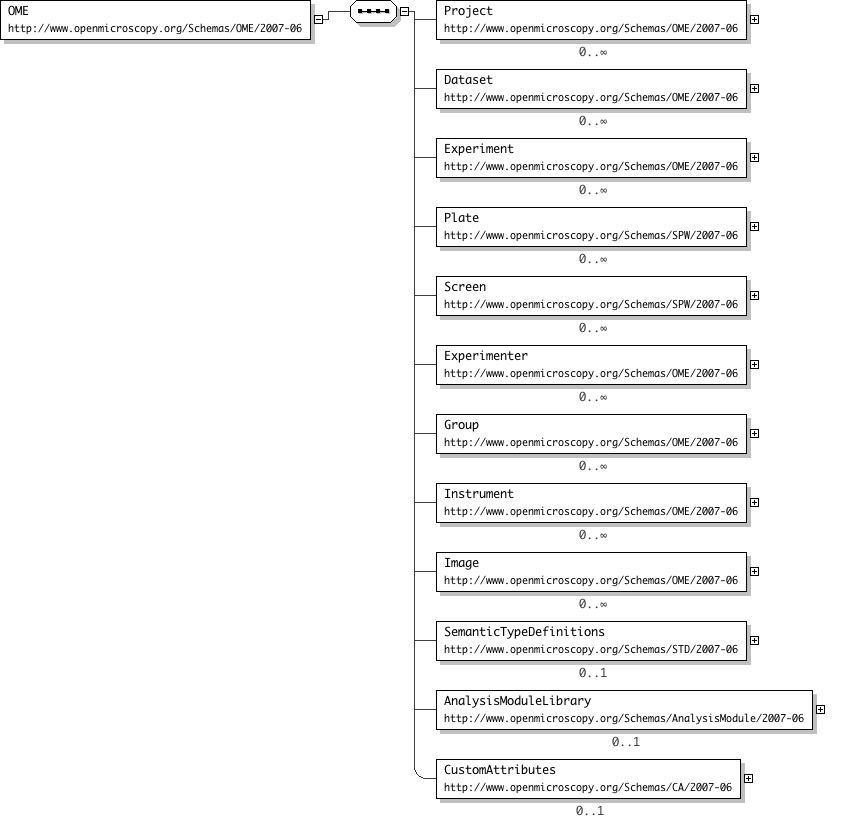 OME
http://www.openmicroscopy.org/Schemas/OME/2007-06
Project
http://www.openmicroscopy.org/Schemas/OME/2007-06
0..∞
Dataset
http://www.openmicroscopy.org/Schemas/OME/2007-06
0..∞
Experiment
http://www.openmicroscopy.org/Schemas/OME/2007-06
0..∞
Plate
http://www.openmicroscopy.org/Schemas/SPW/2007-06
0..∞
Screen
http://www.openmicroscopy.org/Schemas/SPW/2007-06
0..∞
Experimenter
http://www.openmicroscopy.org/Schemas/OME/2007-06
0..∞
Group
http://www.openmicroscopy.org/Schemas/OME/2007-06
0..∞
Instrument
http://www.openmicroscopy.org/Schemas/OME/2007-06
0..∞
Image
http://www.openmicroscopy.org/Schemas/OME/2007-06
0..∞
SemanticTypeDefinitions
http://www.openmicroscopy.org/Schemas/STD/2007-06
0..1
AnalysisModuleLibrary
http://www.openmicroscopy.org/Schemas/AnalysisModule/2007-06
0..1
CustomAttributes
http://www.openmicroscopy.org/Schemas/CA/2007-06
0..1